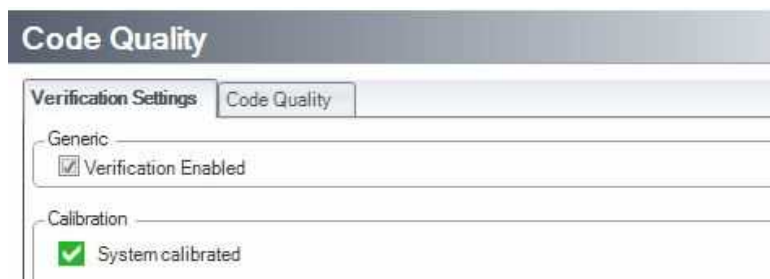 Code Quality
Verification Settings Code Quality
Generic
Verification Enabled
Calibration
System calibrated